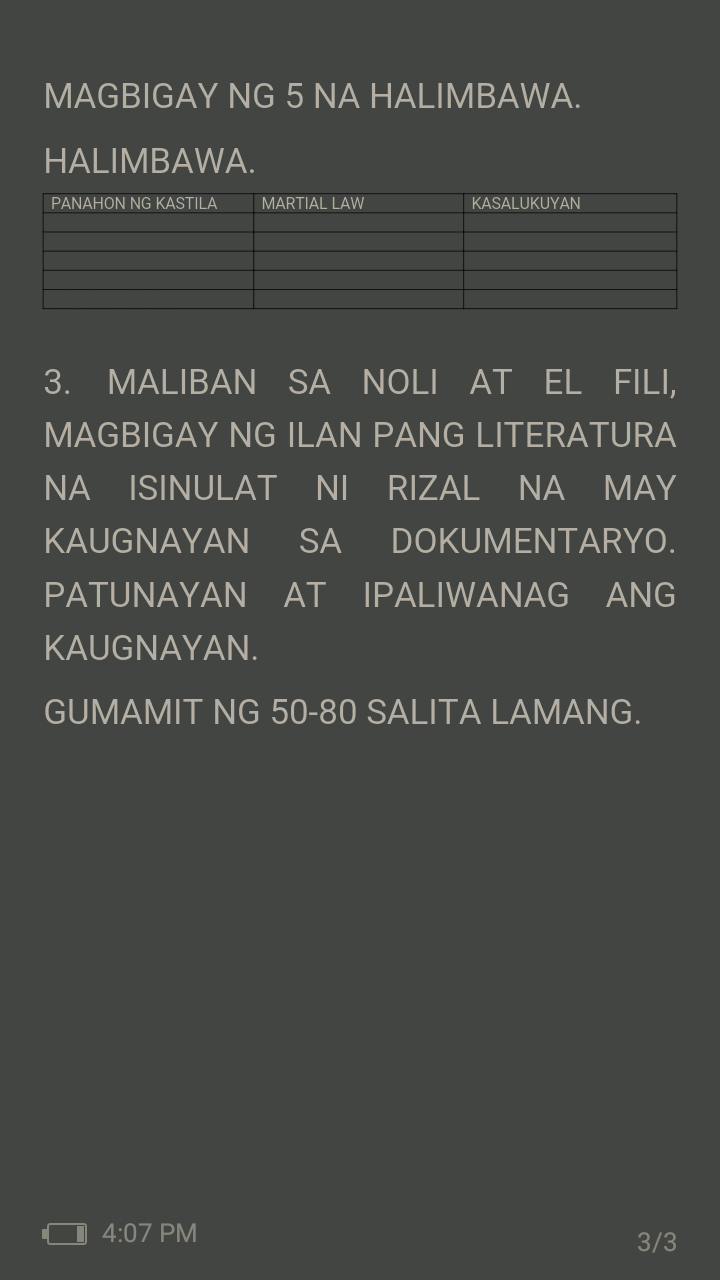 MAGBIGAY NG 5 NA HALIMBAWA.
HALIMBAWA.
PANAHON NG KASTILA MARTIAL LAW KASALUKUYAN
3. MALIBAN SA NOLI AT EL FILI,
MAGBIGAY NG ILAN PANG LITERATURA
NA ISINULAT NI RIZAL NA MAY
KAUGNAYAN SA DOKUMENTARYO.
PATUNAYAN AT IPALIWANAG ANG
KAUGNAYAN.
GUMAMIT NG 50-80 SALITA LAMANG.
4:07 PM
3/3